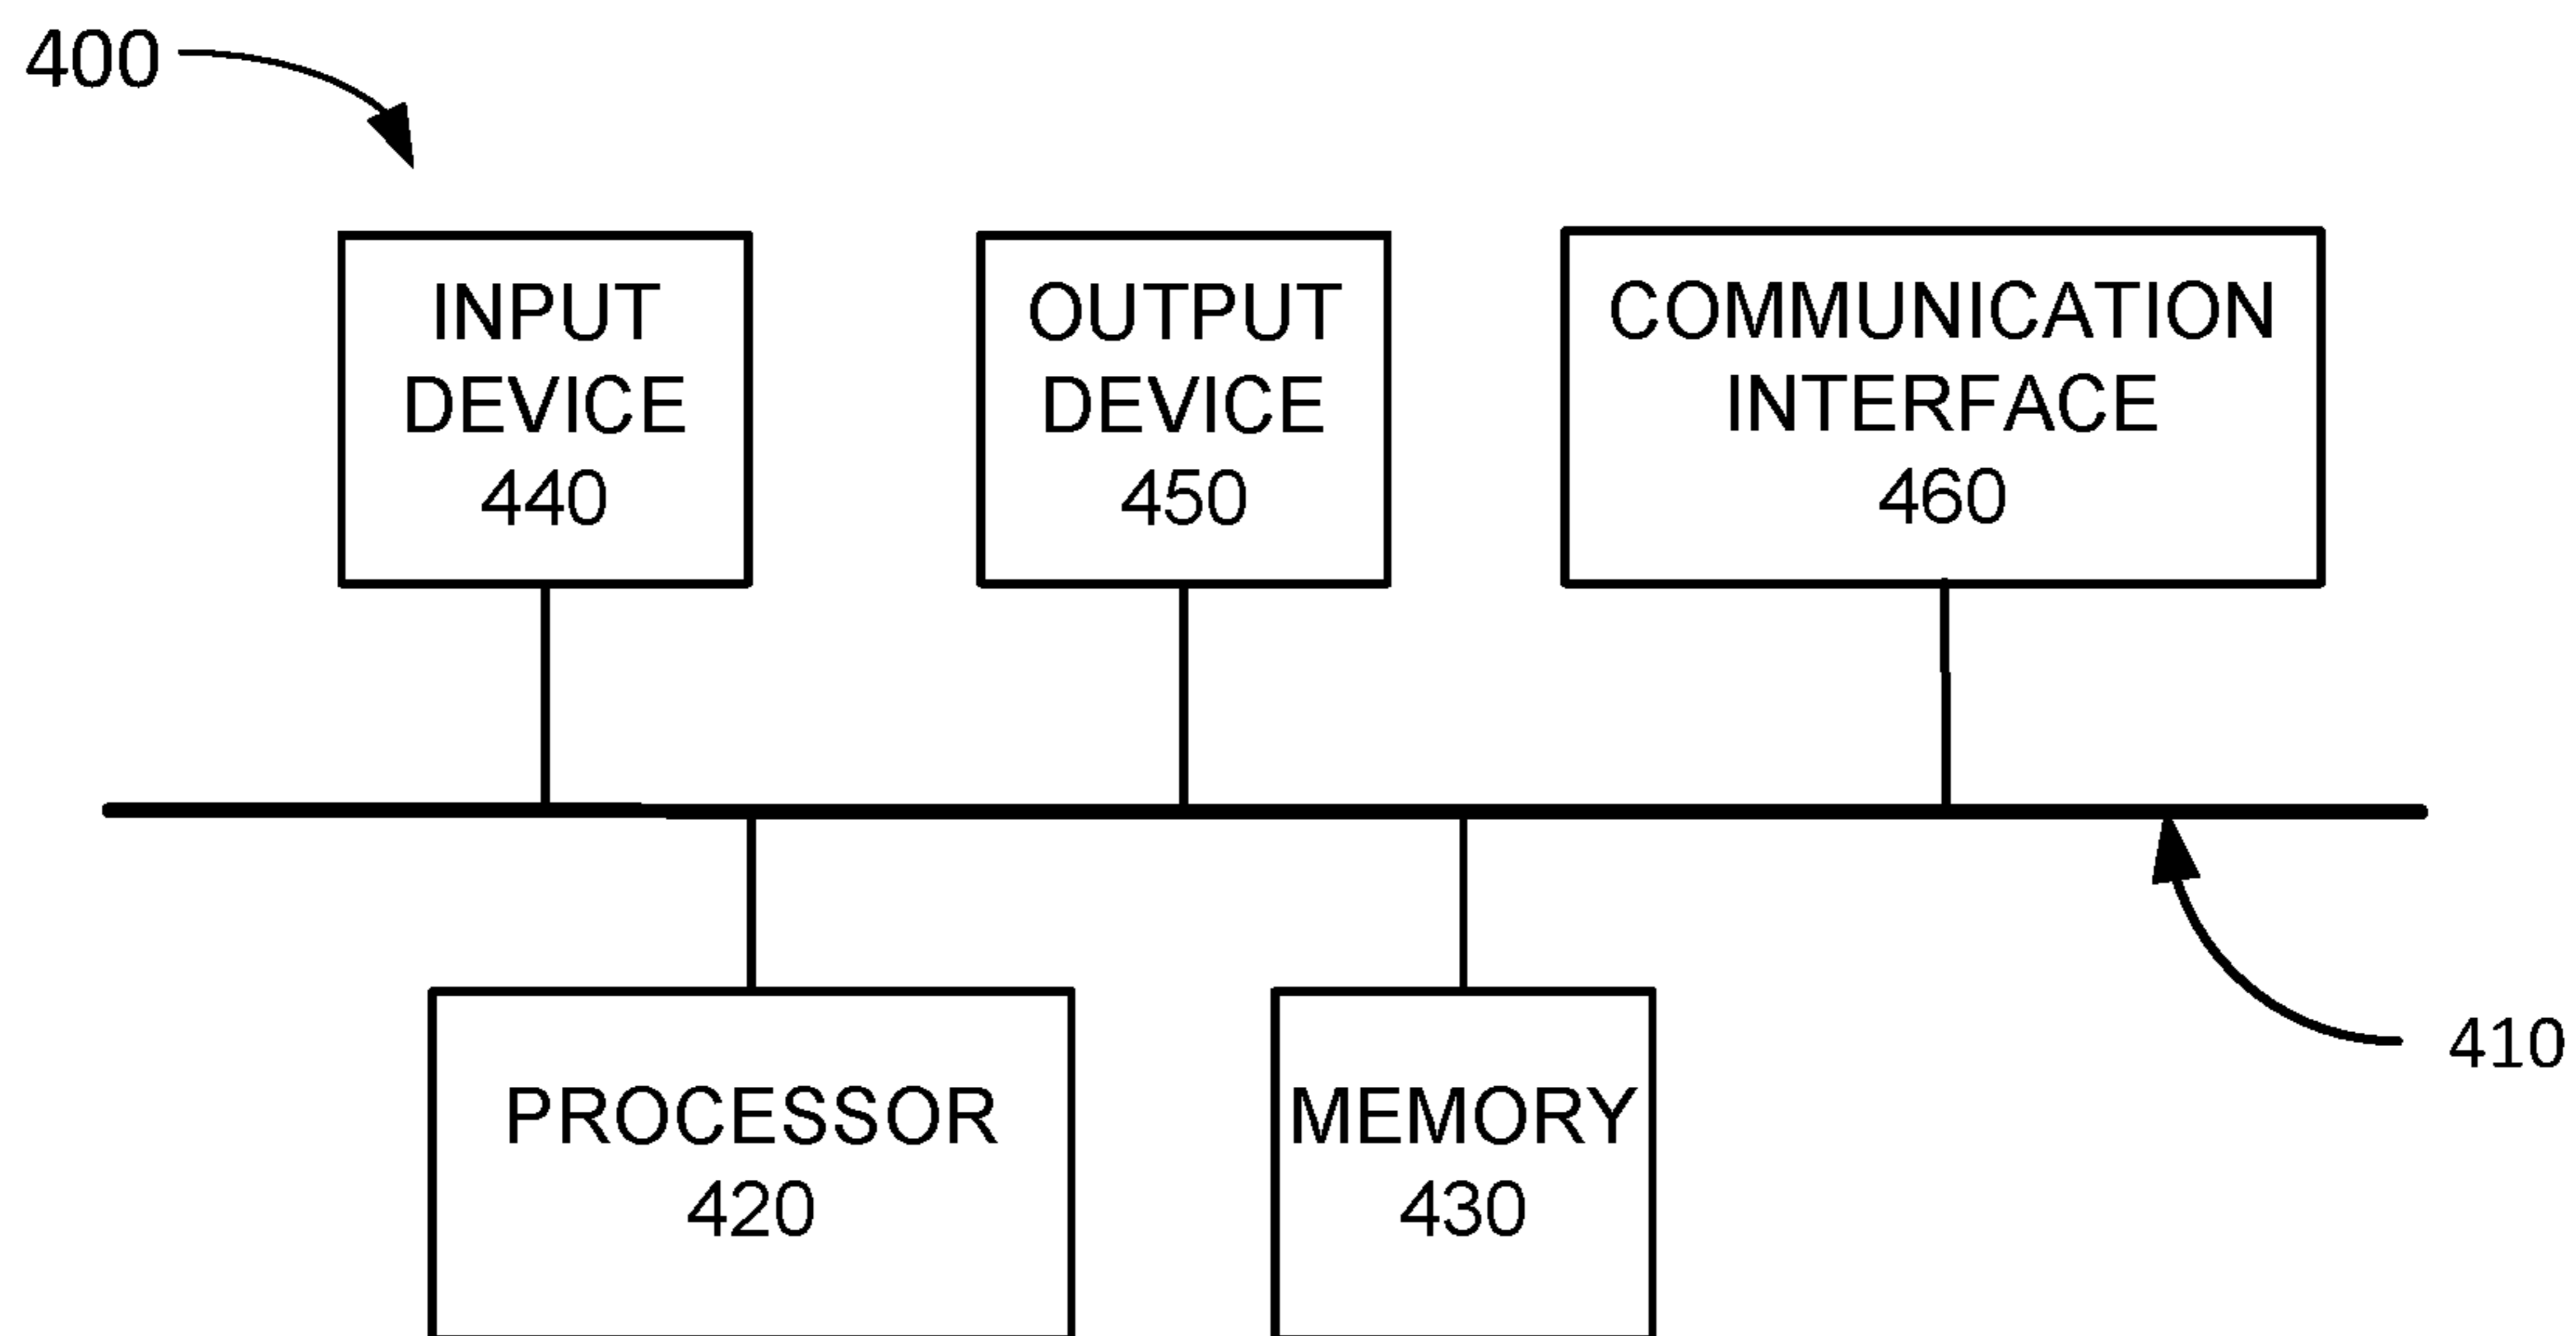 400
INPUT
DEVICE
440
OUTPUT
DEVICE
450
COMMUNICATION
INTERFACE
460
PROCESSOR
420
MEMORY
430
410